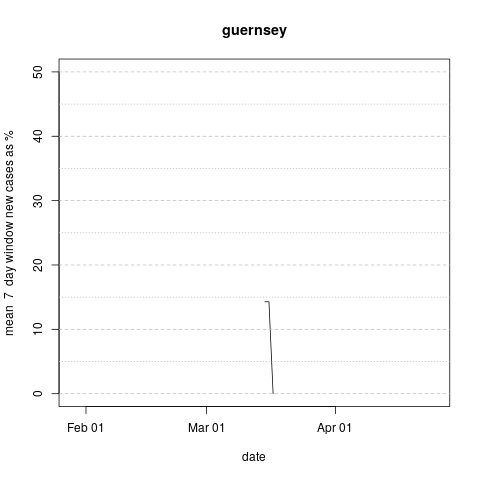 guernsey
mean  7  day window new cases as %
50
40
30
20
10
0
Feb 01
Mar 01
Apr 01
date